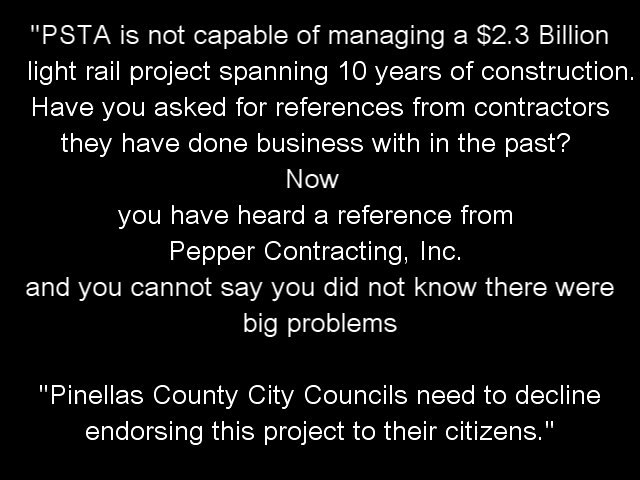 "PSTA is not capable of managing a $2.3 Billion
light rail project spanning 10 years of construction.
Have you asked for references from contractors
they have done business with in the past?
Now
you have heard a reference from
Pepper Contracting, Inc.
and you cannot say you did not know there were
big problems
"Pinellas County City Councils need to decline
endorsing this project to their citizens."